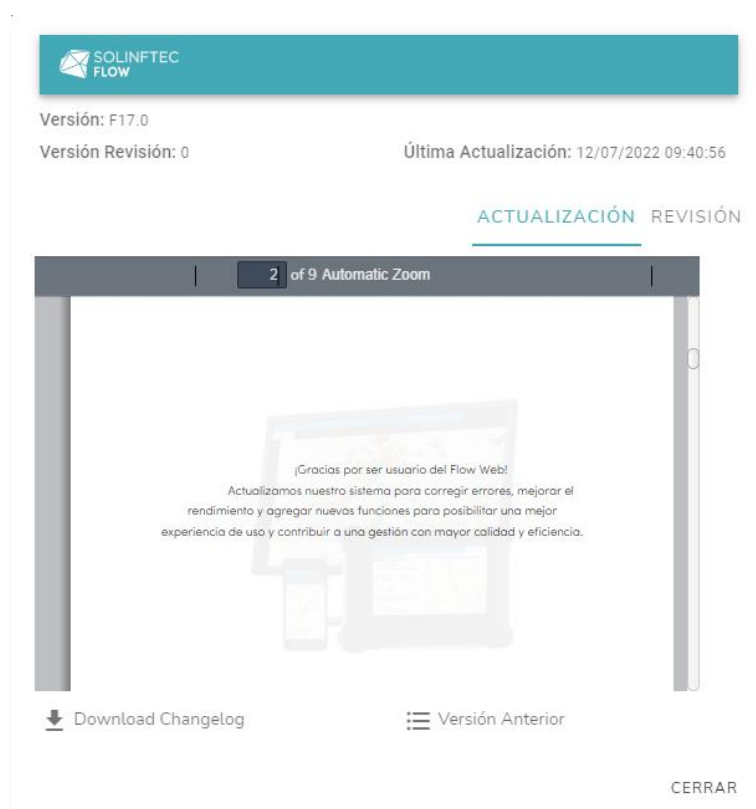 SOLINFTEC
FLOW
Versión: F17.0
Versión Revisión: 0
Última Actualización: 12/07/2022 09:40:56
ACTUALIZACIÓN REVISIÓN
2 of 9 Automatic Zoom
¡Gracias por ser usuario del Flow Web!
Actualizamos nuestro sistema para corregir errores, mejorar el
rendimiento y agregar nuevas funciones para posibilitar una mejor
experiencia de uso y contribuir a una gestión con mayor calidad y eficiencia.
Download Changelog
Versión Anterior
CERRAR